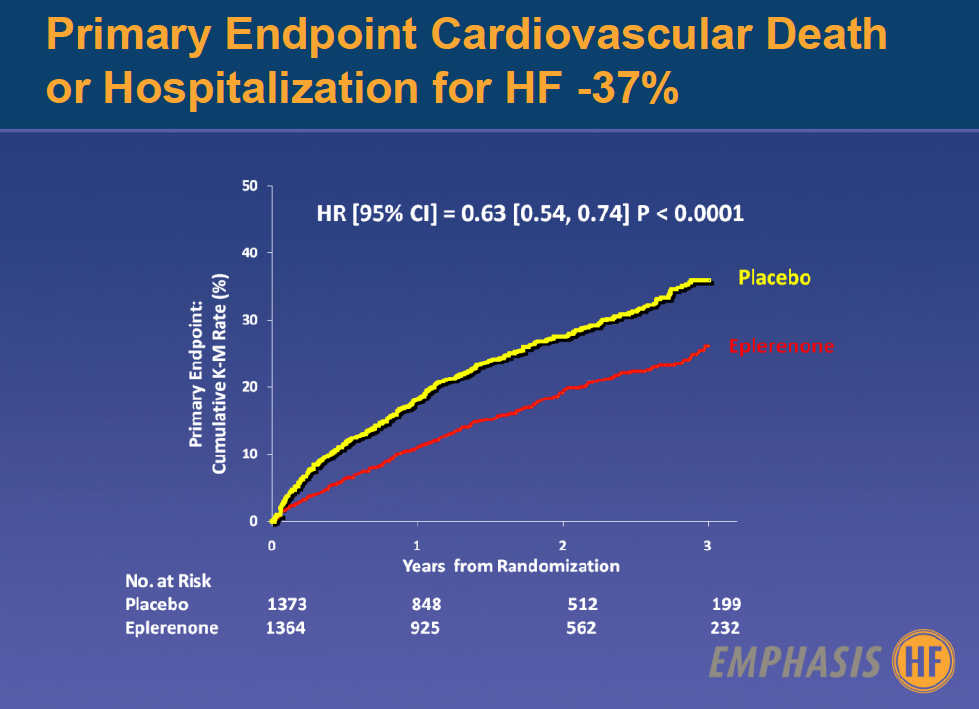 Primary Endpoint Cardiovascular Death
or Hospitalization for HF -37%
50
HR [95% CI] = 0.63 [0.54, 0.74] P < 0.0001
40
Placebo
30
Eplerenone
20
10
0
Primary Endpoint:
Cumulative K-M Rate (%)
0 1 2 3
Years from Randomization
No. at Risk
Placebo 1373 848 512 199
Eplerenone 1364 925 562 232
EMPHASIS HF